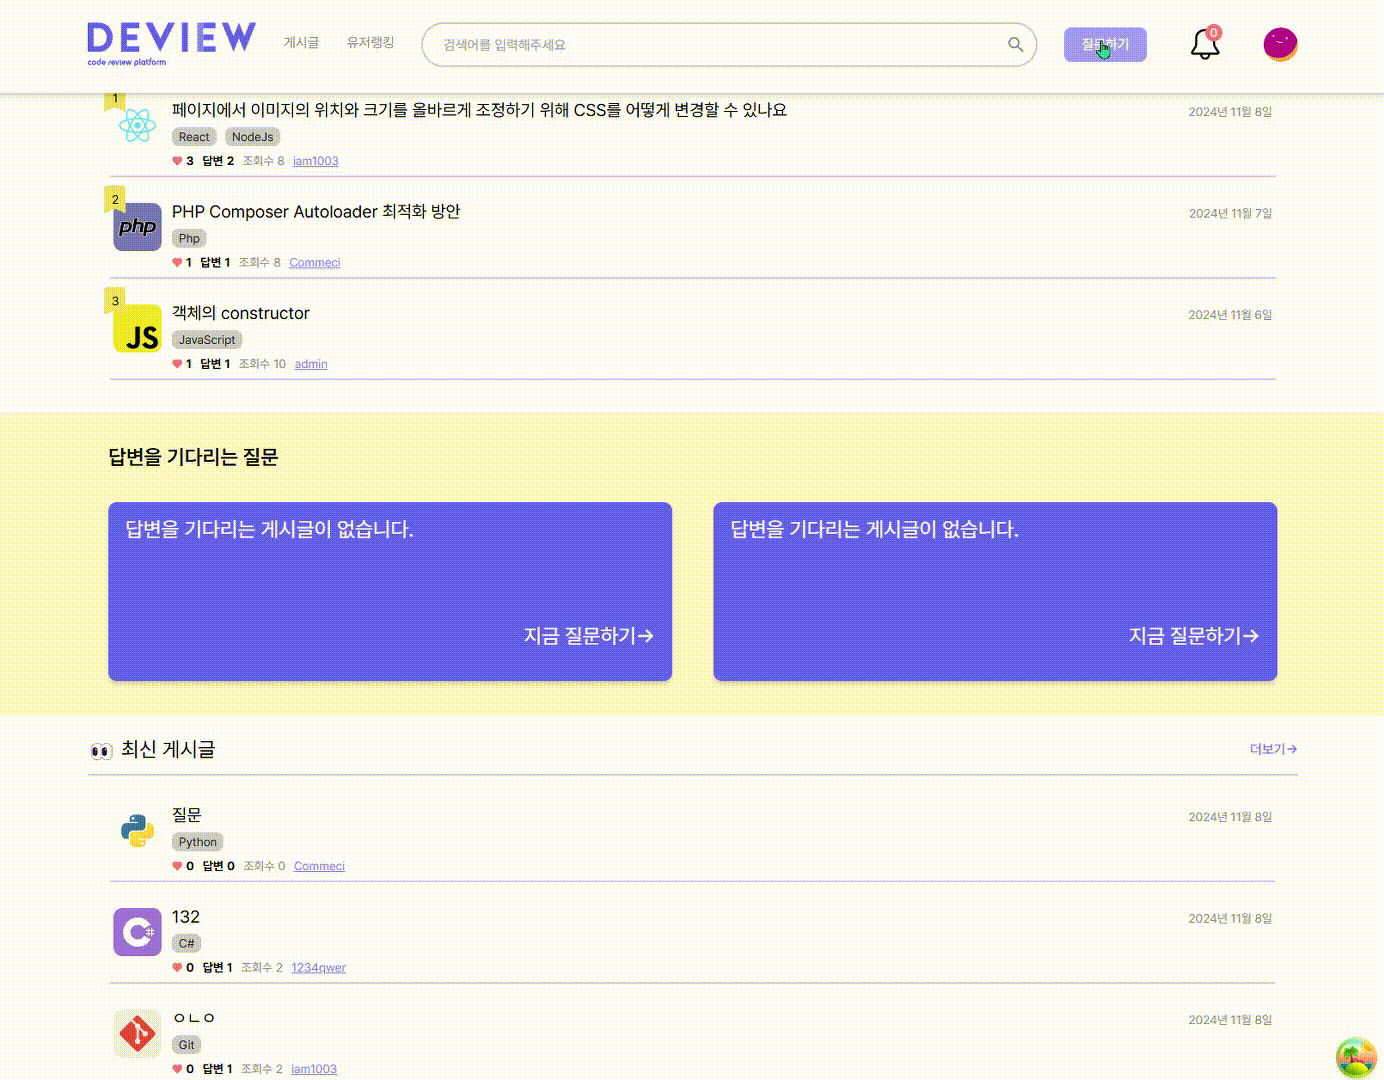 DEVIEW
code review platform
게시글
유저랭킹
검색어를 입력해주세요
질문하기
0
1
페이지에서 이미지의 위치와 크기를 올바르게 조정하기 위해 CSS를 어떻게 변경할 수 있나요
2024년 11월 8일
React NodeJs
3 답변 2 조회수 8 iam1003
2
php
PHP Composer Autoloader 최적화 방안
2024년 11월 7일
Php
1 답변 1 조회수 8 Commeci
3
JS
객체의 constructor
2024년 11월 6일
JavaScript
1 답변 1 조회수 10 admin
답변을 기다리는 질문
답변을 기다리는 게시글이 없습니다.
지금 질문하기→
답변을 기다리는 게시글이 없습니다.
지금 질문하기→
👀 최신 게시글
더보기→
질문
2024년 11월 8일
Python
0 답변 0 조회수 0 Commeci
C#
132
2024년 11월 8일
C#
0 답변 1 조회수 2 1234qwer
ㅇㄴㅇ
2024년 11월 8일
Git
0 답변 1 조회수 2 iam1003